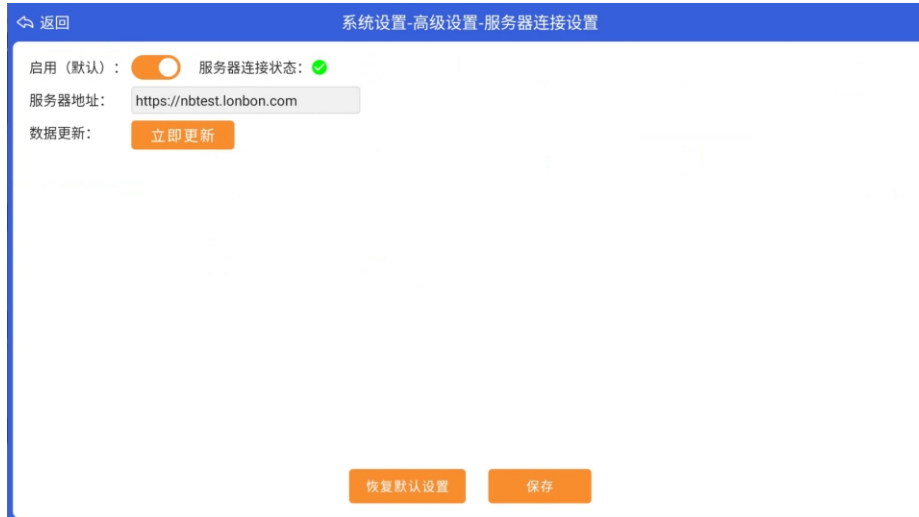 返回 系统设置-高级设置-服务器连接设置
启用（默认）： 服务器连接状态：
服务器地址： https://nbtest.lonbon.com
数据更新： 立即更新
恢复默认设置 保存